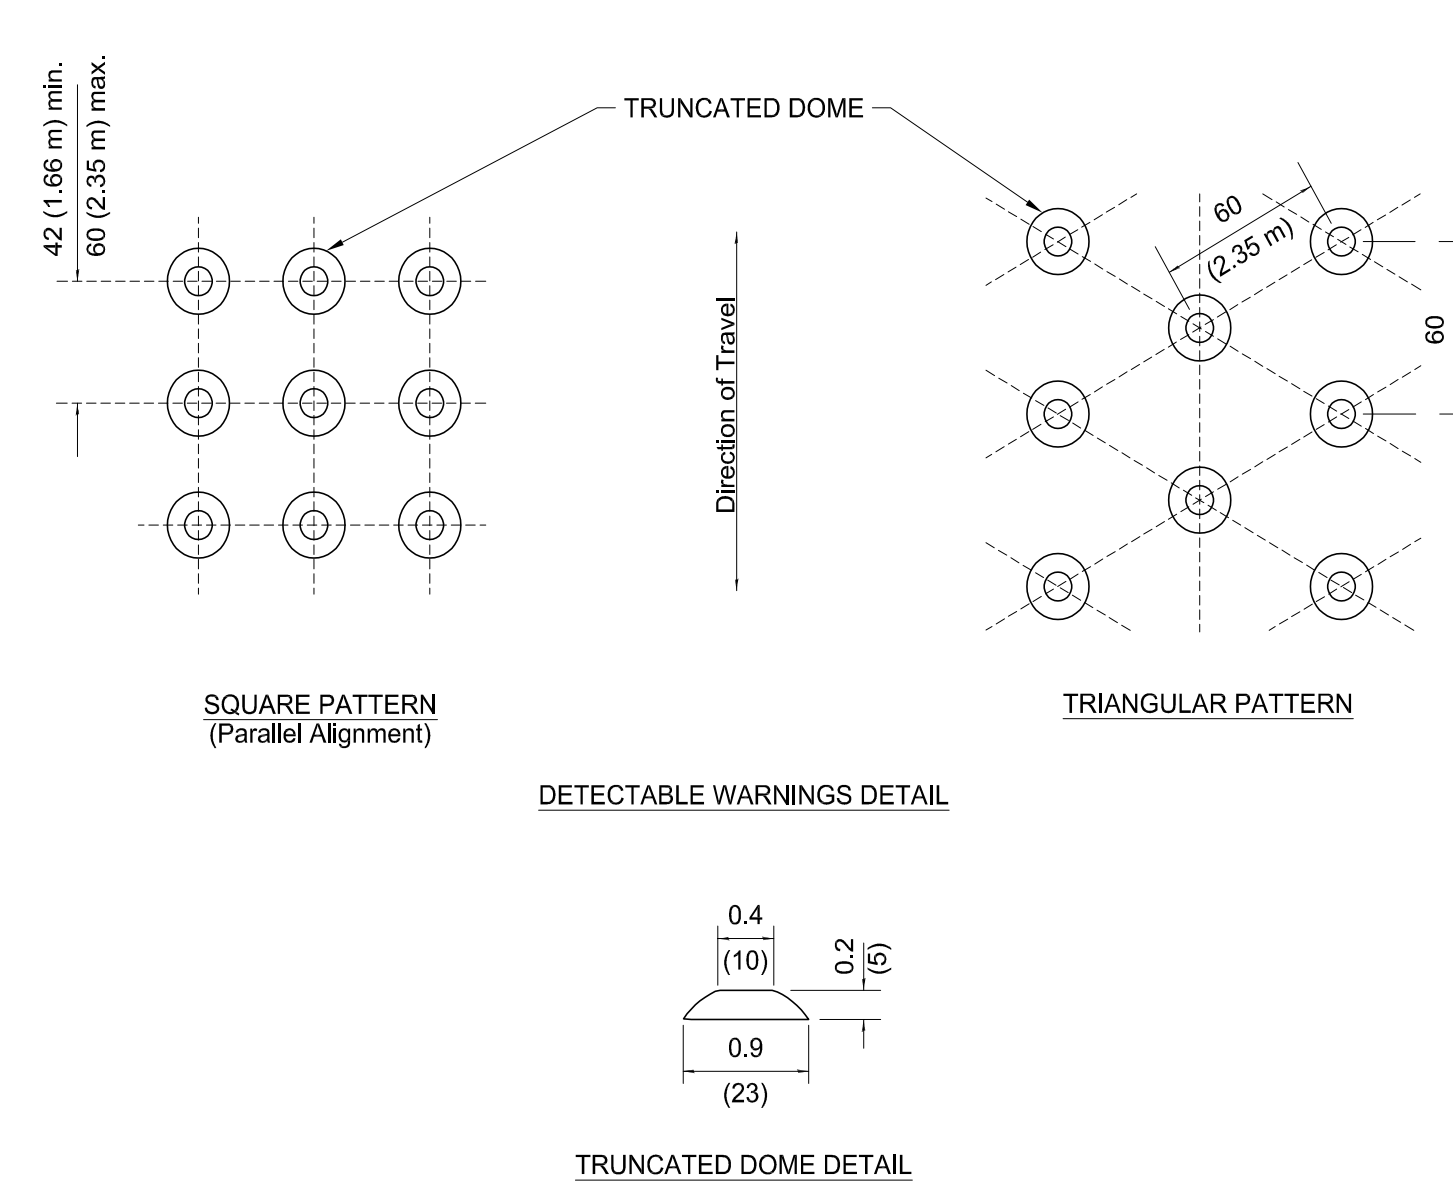 42 (1.66 m) min.
60 (2.35 m) max.
TRUNCATED DOME
60
(2.35 m)
60
Direction of Travel
SQUARE PATTERN
(Parallel Alignment)
TRIANGULAR PATTERN
DETECTABLE WARNINGS DETAIL
0.4
(10)
0.2
(5)
0.9
(23)
TRUNCATED DOME DETAIL